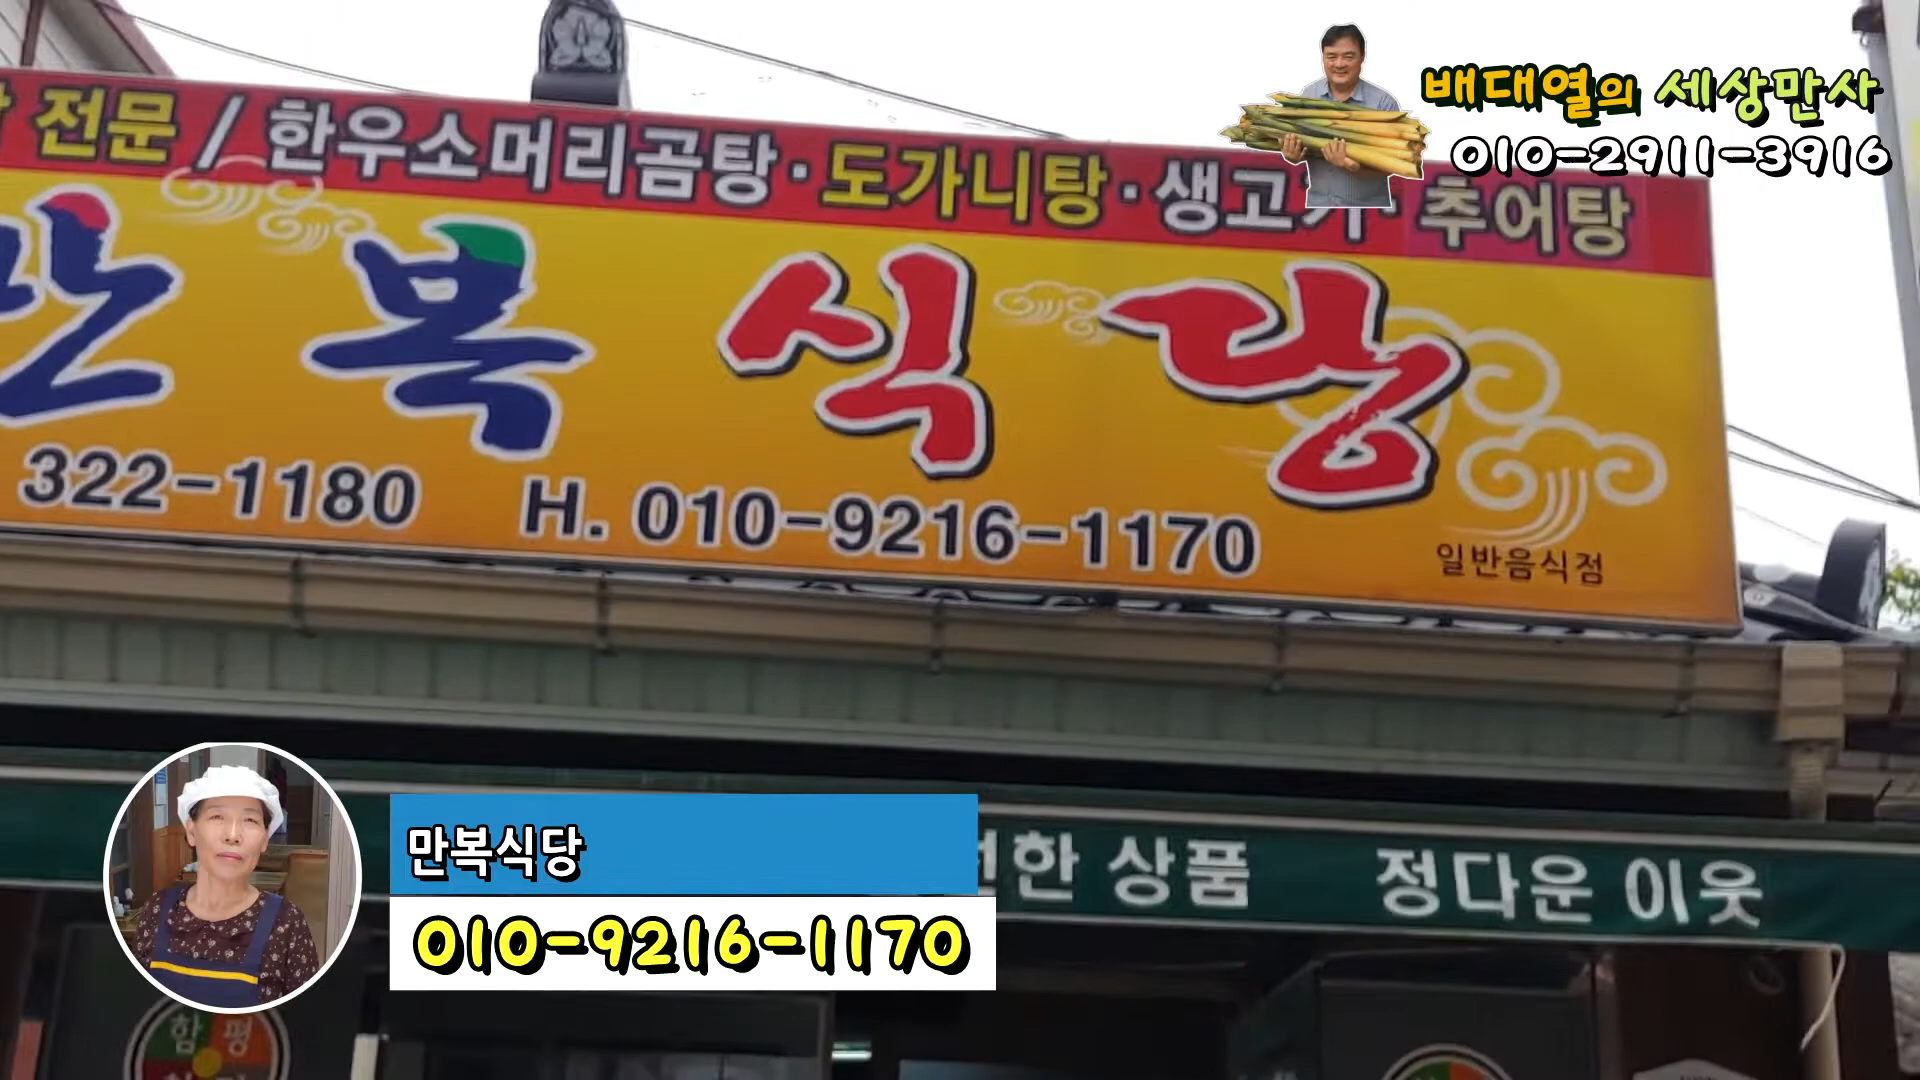 배대열의 세상만사
010-2911-3916
전문 / 한우소머리곰탕·도가니탕·생고기·추어탕
만복식당
322-1180 H. 010-9216-1170
일반음식점
만복식당
010-9216-1170
한 상품 정다운 이웃
함평